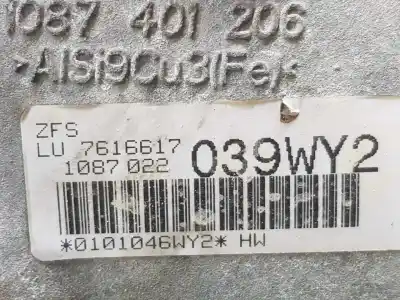 1087 401 206
>AlSi9Cu3(Fe)<
ZFS
LU 7616617
1087 022
039WY2
*0101046WY2* HW